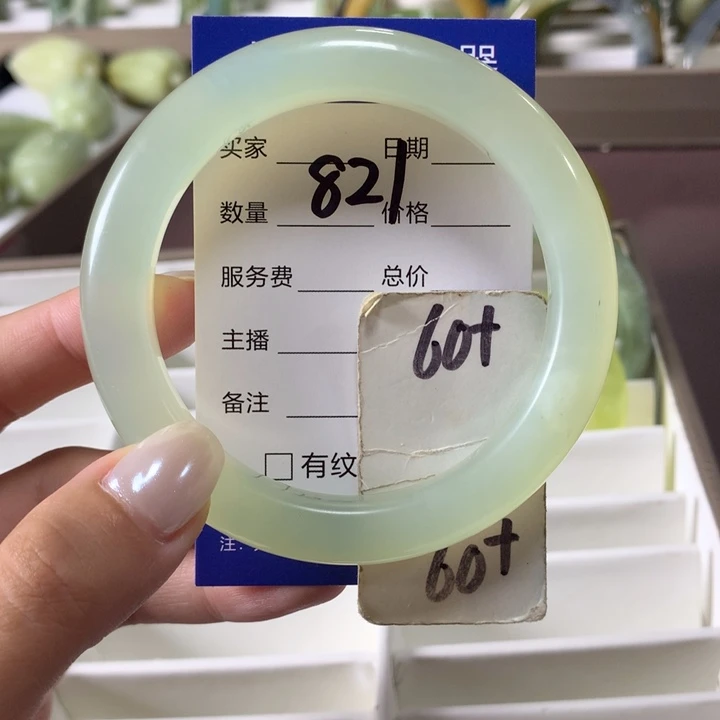 器
买家 日期
821
数量 价格
服务费 总价
60+
主播
备注
□有纹
60+
注: